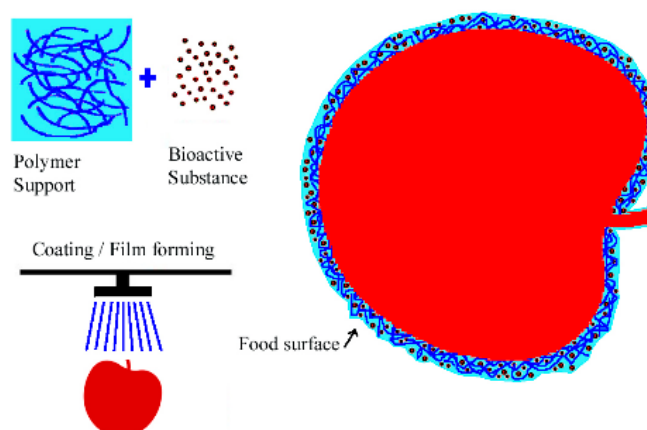 Polymer
Support
Bioactive
Substance
Coating / Film forming
Food surface